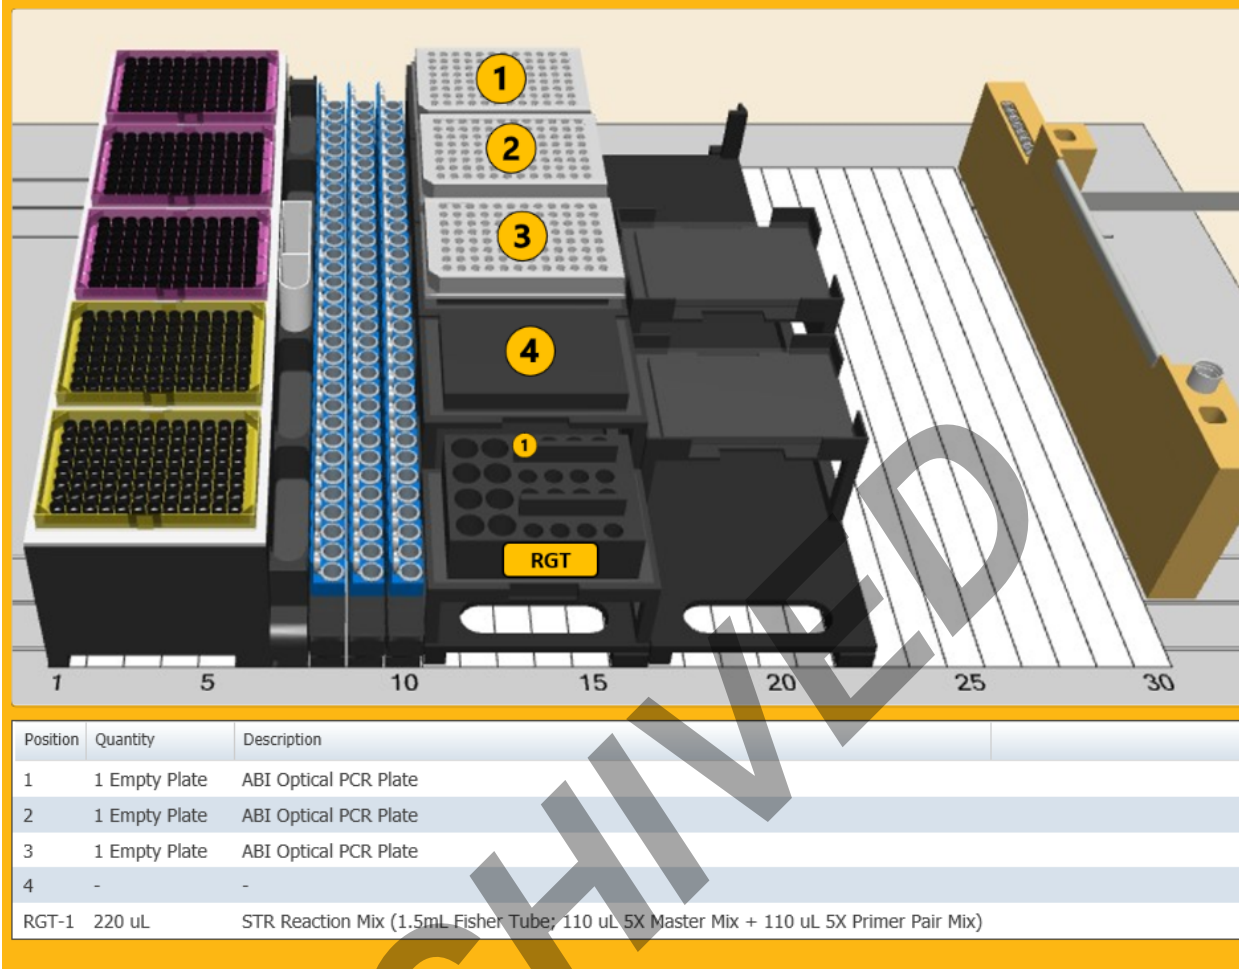 1
2
3
4
1
RGT
1 5 10 15 20 25 30
Position Quantity Description
1 1 Empty Plate ABI Optical PCR Plate
2 1 Empty Plate ABI Optical PCR Plate
3 1 Empty Plate ABI Optical PCR Plate
4 - -
RGT-1 220 uL STR Reaction Mix (1.5mL Fisher Tube; 110 uL 5X Master Mix + 110 uL 5X Primer Pair Mix)
CHIVED